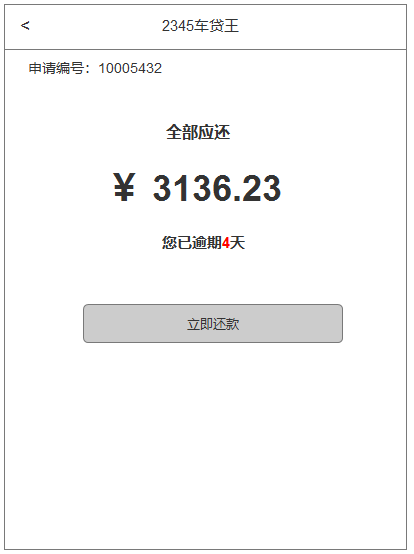 <
2345车贷王
申请编号：10005432
全部应还
￥ 3136.23
您已逾期4天
立即还款